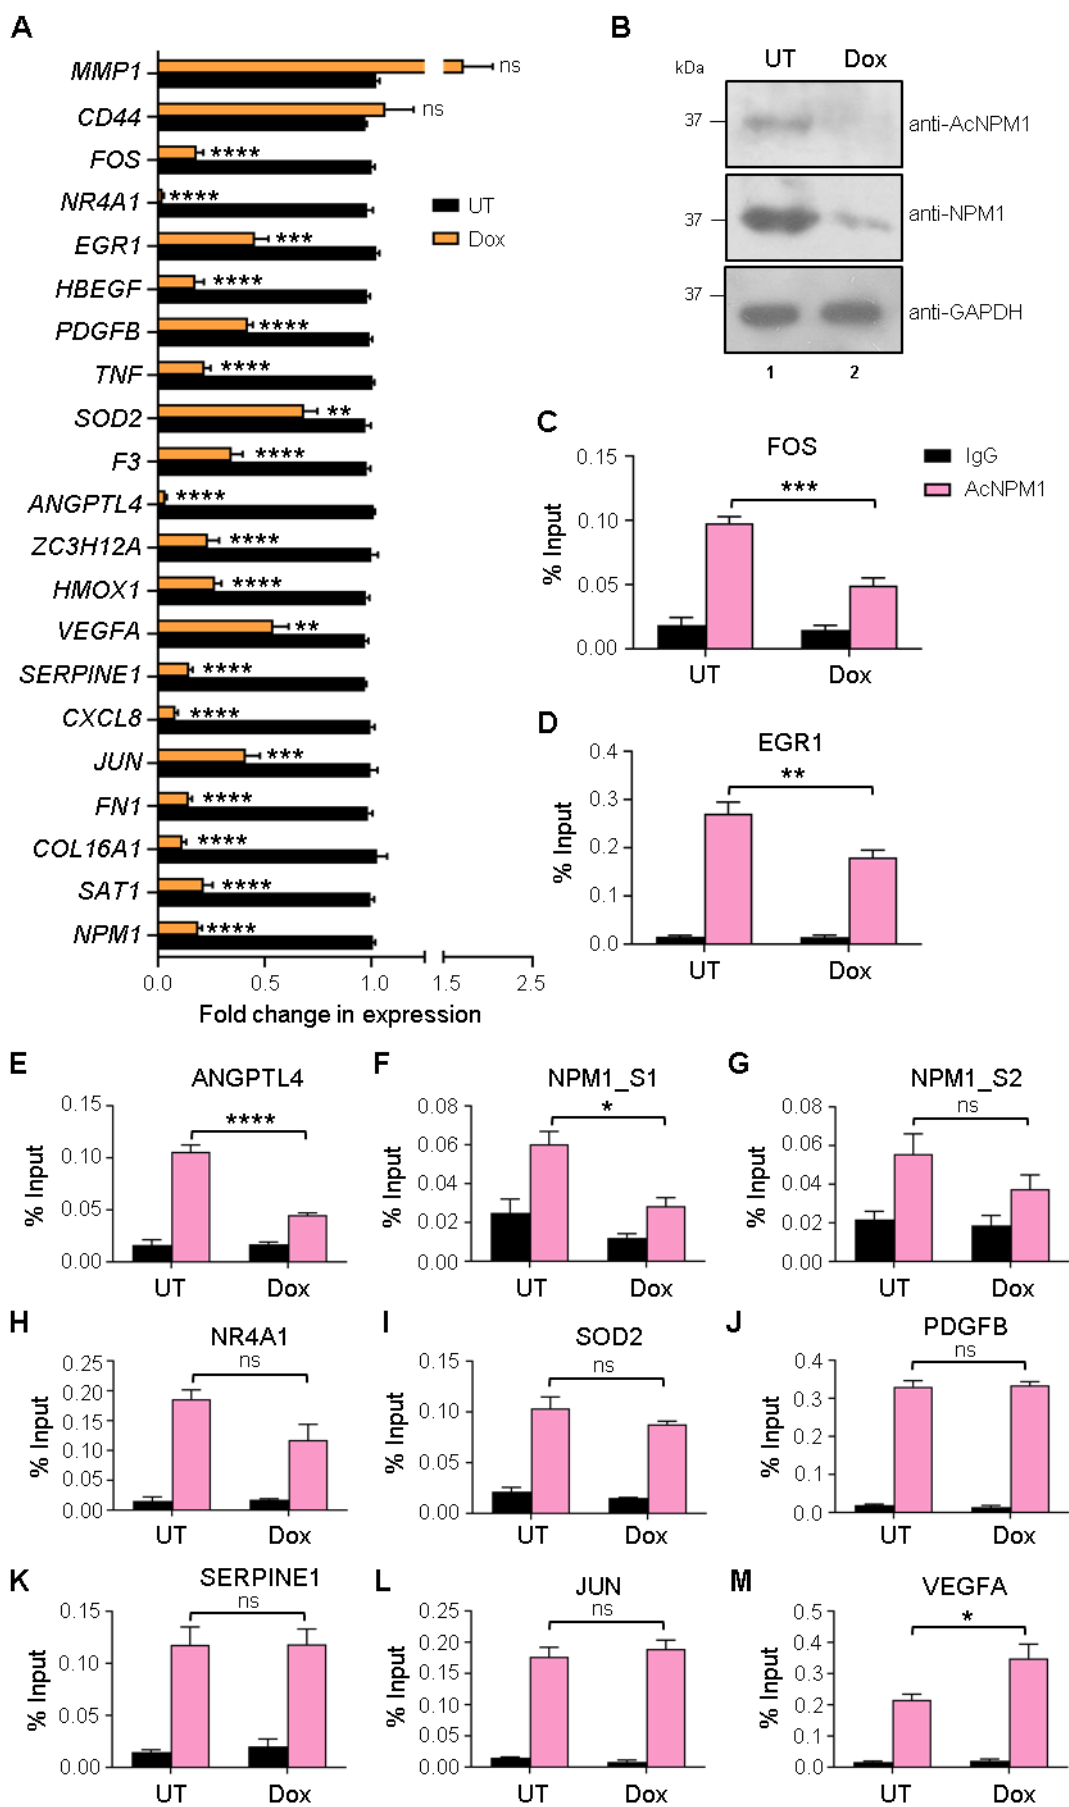 A
MMP1
ns
CD44
ns
FOS
****
NR4A1
****
EGR1
***
HBEGF
****
PDGFB
****
TNF
****
SOD2
**
F3
****
ANGPTL4
****
ZC3H12A
****
HMOX1
****
VEGFA
**
SERPINE1
****
CXCL8
****
JUN
***
FN1
****
COL16A1
****
SAT1
****
NPM1
****
UT
Dox
0.0 0.5 1.0 1.5 2.5
Fold change in expression
B
kDa UT Dox
37 anti-AcNPM1
37 anti-NPM1
37 anti-GAPDH
1 2
C
FOS
IgG
AcNPM1
***
% Input
0.15
0.10
0.05
0.00
UT Dox
D
EGR1
**
% Input
0.4
0.3
0.2
0.1
0.0
UT Dox
E
ANGPTL4
****
% Input
0.15
0.10
0.05
0.00
UT Dox
F
NPM1_S1
*
% Input
0.08
0.06
0.04
0.02
0.00
UT Dox
G
NPM1_S2
ns
% Input
0.08
0.06
0.04
0.02
0.00
UT Dox
H
NR4A1
ns
% Input
0.25
0.20
0.15
0.10
0.05
0.00
UT Dox
I
SOD2
ns
% Input
0.15
0.10
0.05
0.00
UT Dox
J
PDGFB
ns
% Input
0.4
0.3
0.2
0.1
0.0
UT Dox
K
SERPINE1
ns
% Input
0.15
0.10
0.05
0.00
UT Dox
L
JUN
ns
% Input
0.25
0.20
0.15
0.10
0.05
0.00
UT Dox
M
VEGFA
*
% Input
0.5
0.4
0.3
0.2
0.1
0.0
UT Dox